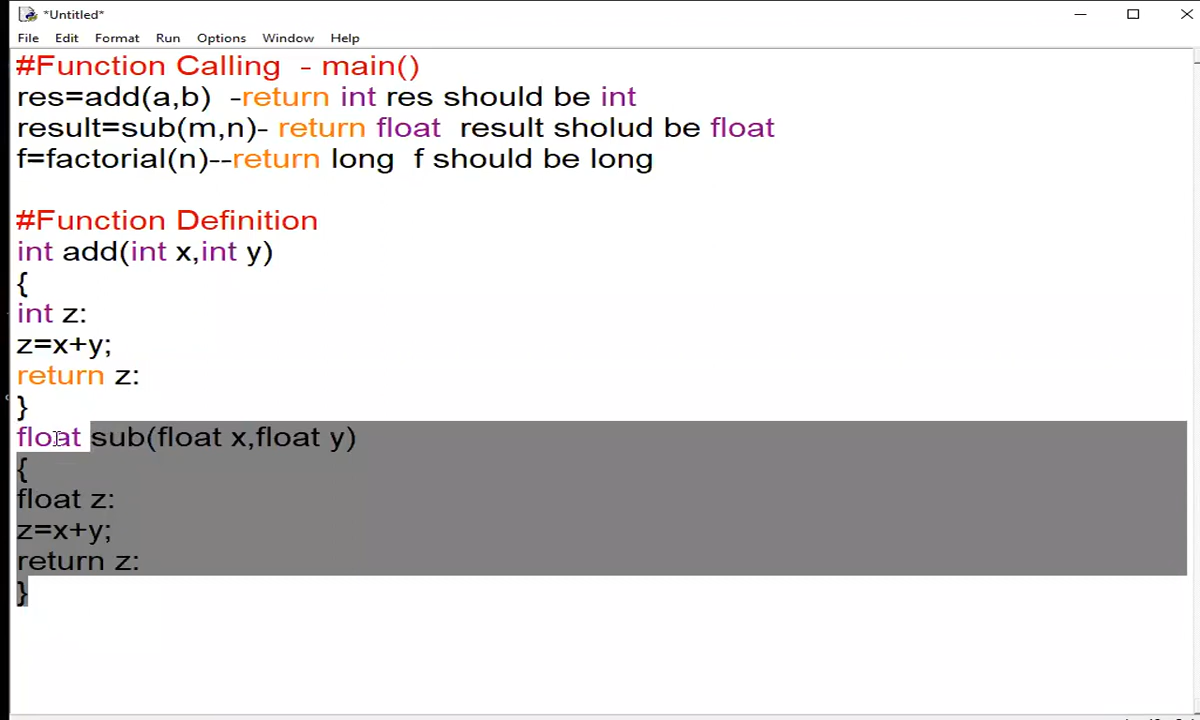 *Untitled*
File Edit Format Run Options Window Help
#Function Calling  - main()
res=add(a,b)  -return int res should be int
result=sub(m,n)- return float  result sholud be float
f=factorial(n)--return long  f should be long
#Function Definition
int add(int x,int y)
{
int z:
z=x+y;
return z:
}
float sub(float x,float y)
{
float z:
z=x+y;
return z:
}